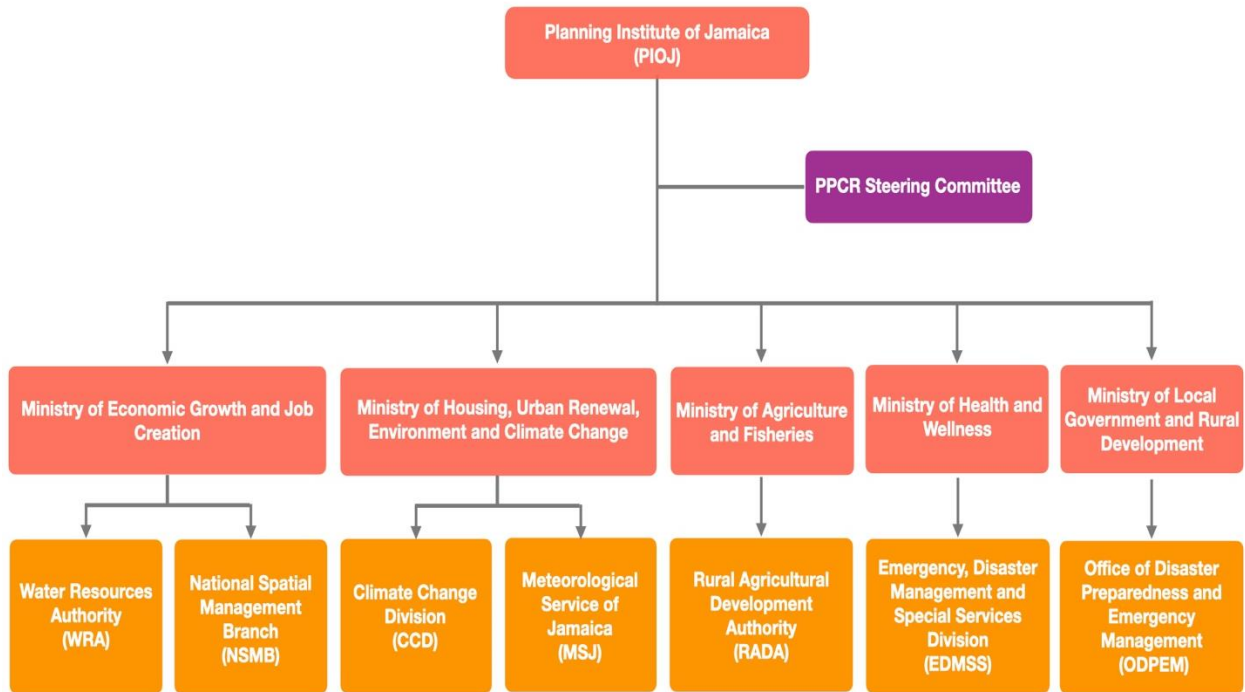 Planning Institute of Jamaica
(PIOJ)
PPCR Steering Committee
Ministry of Economic Growth and Job
Creation
Ministry of Housing, Urban Renewal,
Environment and Climate Change
Ministry of Agriculture
and Fisheries
Ministry of Health and
Wellness
Ministry of Local
Government and Rural
Development
Water Resources
Authority
(WRA)
National Spatial
Management
Branch
(NSMB)
Climate Change
Division
(CCD)
Meteorological
Service of
Jamaica
(MSJ)
Rural Agricultural
Development
Authority
(RADA)
Emergency, Disaster
Management and
Special Services
Division
(EDMSS)
Office of Disaster
Preparedness and
Emergency
Management
(ODPEM)